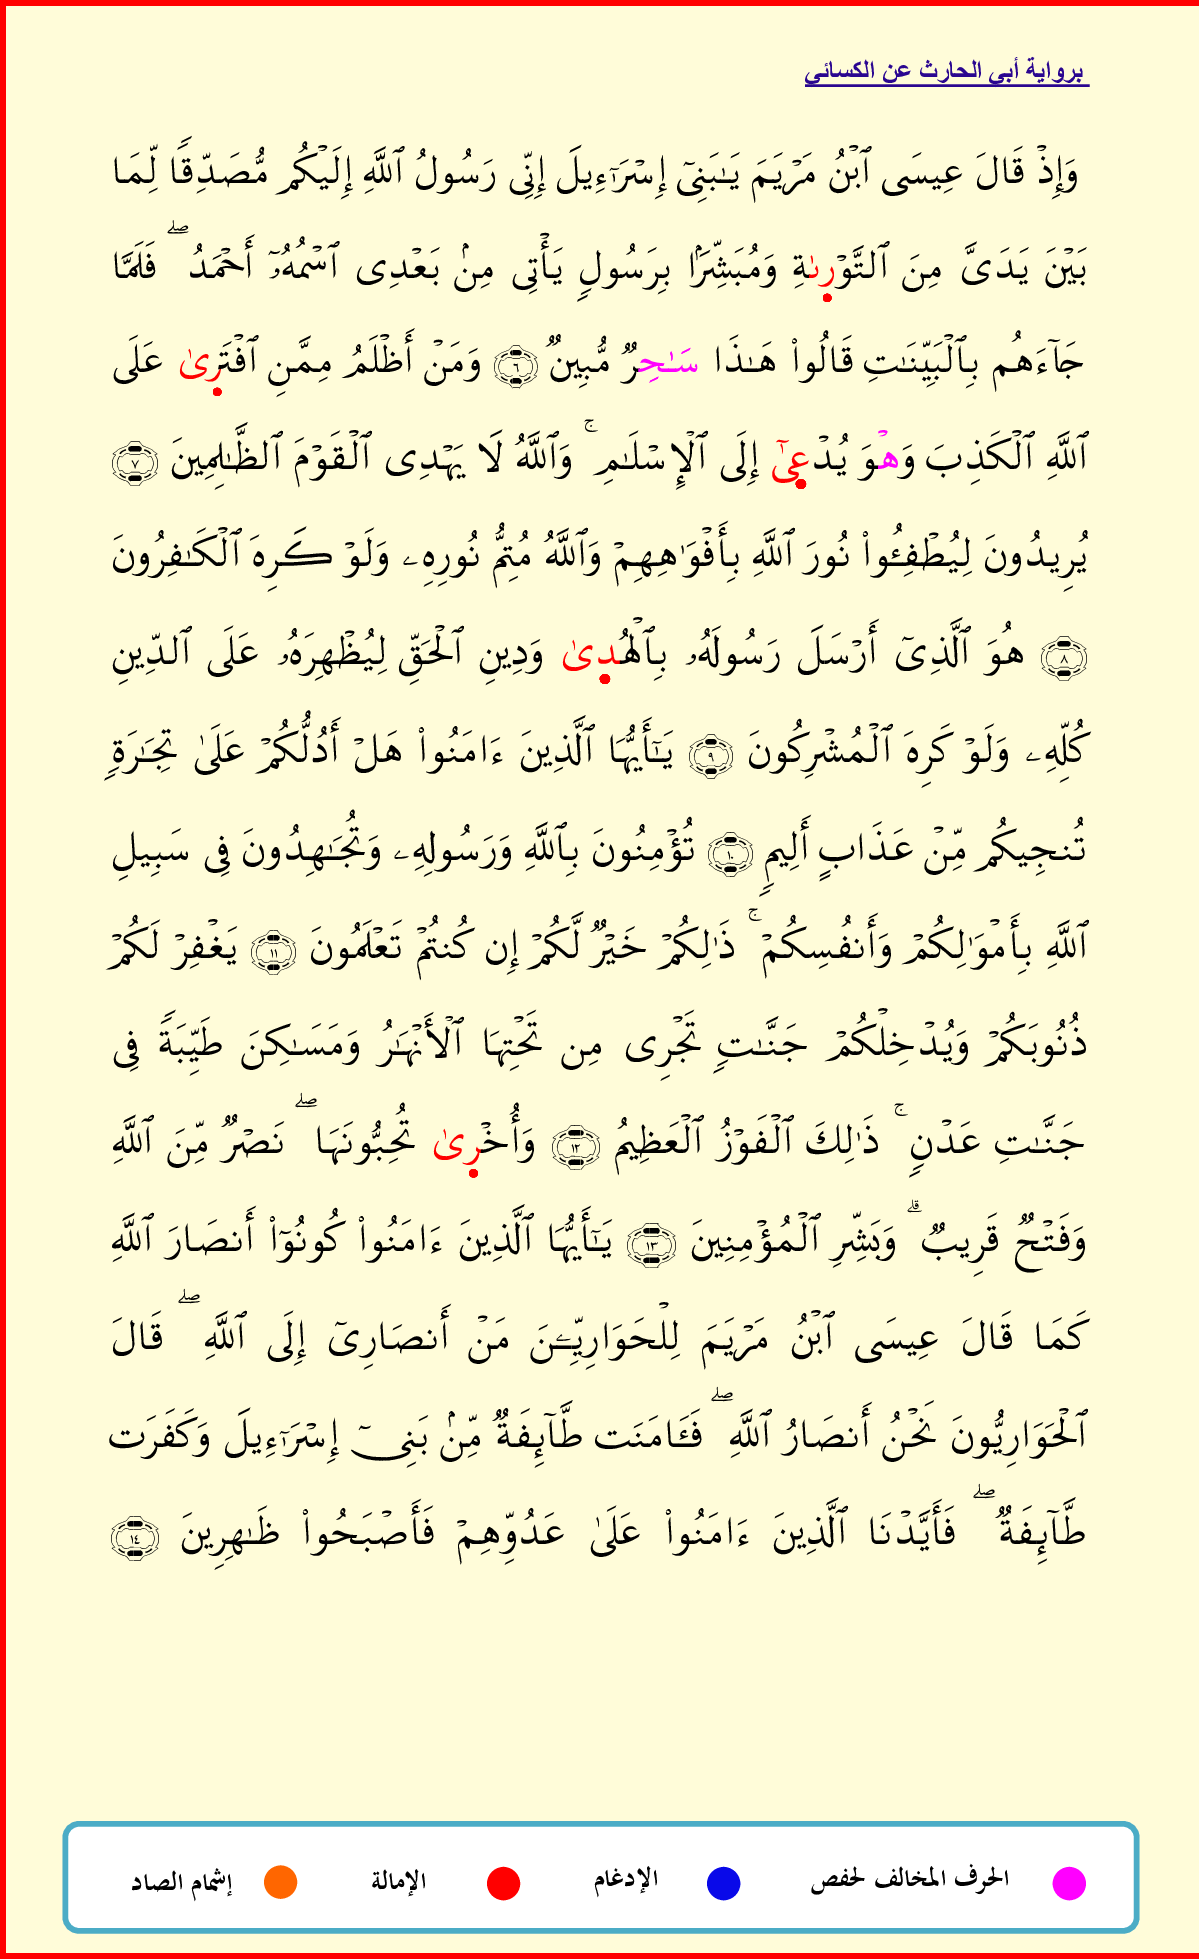 برواية أبي الحارث عن الكسائي
وَإِذۡ قَالَ عِيسَى ٱبۡنُ مَرۡيَمَ يَـٰبَنِىٓ إِسۡرَٰٓءِيلَ إِنِّى رَسُولُ ٱللَّهِ إِلَيۡكُم مُّصَدِّقًا لِّمَا
بَيۡنَ يَدَىَّ مِنَ ٱلتَّوۡرِىٰةِ وَمُبَشِّرَۢا بِرَسُولٍ يَأۡتِى مِنۢ بَعۡدِى ٱسۡمُهُۥٓ أَحۡمَدُ ۖ فَلَمَّا
جَآءَهُم بِٱلۡبَيِّنَـٰتِ قَالُوا۟ هَـٰذَا سَـٰحِرٌ مُّبِينٌ ٦ وَمَنۡ أَظۡلَمُ مِمَّنِ ٱفۡتَرِىٰ عَلَى
ٱللَّهِ ٱلۡكَذِبَ وَهۡوَ يُدۡعِىٰٓ إِلَى ٱلۡإِسۡلَـٰمِ ۚ وَٱللَّهُ لَا يَهۡدِى ٱلۡقَوۡمَ ٱلظَّـٰلِمِينَ ٧
يُرِيدُونَ لِيُطۡفِـُٔوا۟ نُورَ ٱللَّهِ بِأَفۡوَٰهِهِمۡ وَٱللَّهُ مُتِمُّ نُورِهِۦ وَلَوۡ كَرِهَ ٱلۡكَـٰفِرُونَ
٨ هُوَ ٱلَّذِىٓ أَرۡسَلَ رَسُولَهُۥ بِٱلۡهُدِىٰ وَدِينِ ٱلۡحَقِّ لِيُظۡهِرَهُۥ عَلَى ٱلدِّينِ
كُلِّهِۦ وَلَوۡ كَرِهَ ٱلۡمُشۡرِكُونَ ٩ يَـٰٓأَيُّهَا ٱلَّذِينَ ءَامَنُوا۟ هَلۡ أَدُلُّكُمۡ عَلَىٰ تِجَـٰرَةٍ
تُنجِيكُم مِّنۡ عَذَابٍ أَلِيمٍ ١٠ تُؤۡمِنُونَ بِٱللَّهِ وَرَسُولِهِۦ وَتُجَـٰهِدُونَ فِى سَبِيلِ
ٱللَّهِ بِأَمۡوَٰلِكُمۡ وَأَنفُسِكُمۡ ۚ ذَٰلِكُمۡ خَيۡرٌ لَّكُمۡ إِن كُنتُمۡ تَعۡلَمُونَ ١١ يَغۡفِرۡ لَكُمۡ
ذُنُوبَكُمۡ وَيُدۡخِلۡكُمۡ جَنَّـٰتٍ تَجۡرِى مِن تَحۡتِهَا ٱلۡأَنۡهَـٰرُ وَمَسَـٰكِنَ طَيِّبَةً فِى
جَنَّـٰتِ عَدۡنٍ ۚ ذَٰلِكَ ٱلۡفَوۡزُ ٱلۡعَظِيمُ ١٢ وَأُخۡرِىٰ تُحِبُّونَهَا ۖ نَصۡرٌ مِّنَ ٱللَّهِ
وَفَتۡحٌ قَرِيبٌ ۗ وَبَشِّرِ ٱلۡمُؤۡمِنِينَ ١٣ يَـٰٓأَيُّهَا ٱلَّذِينَ ءَامَنُوا۟ كُونُوٓا۟ أَنصَارَ ٱللَّهِ
كَمَا قَالَ عِيسَى ٱبۡنُ مَرۡيَمَ لِلۡحَوَارِيِّـۧنَ مَنۡ أَنصَارِىٓ إِلَى ٱللَّهِ ۖ قَالَ
ٱلۡحَوَارِيُّونَ نَحۡنُ أَنصَارُ ٱللَّهِ ۖ فَـَٔامَنَت طَّآئِفَةٌ مِّنۢ بَنِىٓ إِسۡرَٰٓءِيلَ وَكَفَرَت
طَّآئِفَةٌ ۖ فَأَيَّدۡنَا ٱلَّذِينَ ءَامَنُوا۟ عَلَىٰ عَدُوِّهِمۡ فَأَصۡبَحُوا۟ ظَـٰهِرِينَ ١٤
الحرف المخالف لحفص الإدغام الإمالة إشمام الصاد